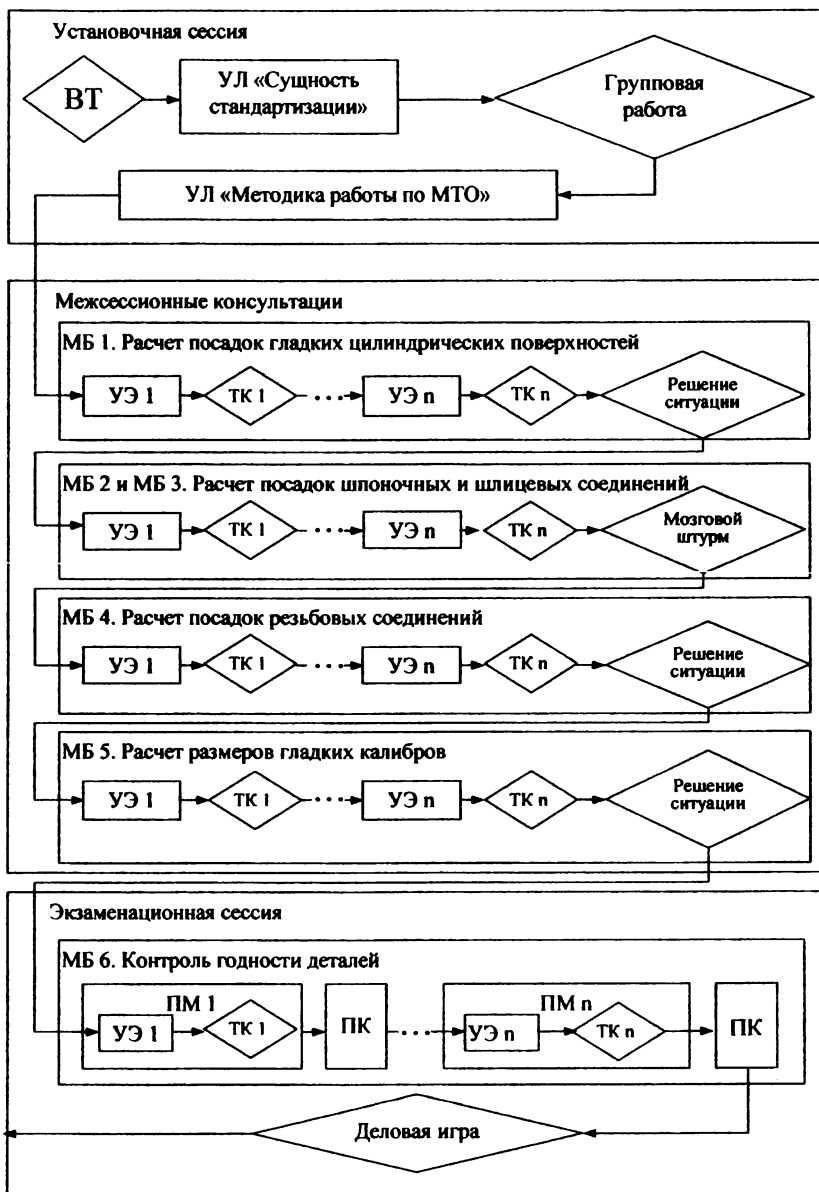 Установочная сессия
ВТ
УЛ «Сущность
стандартизации»
Групповая
работа
УЛ «Методика работы по МТО»
Межсессионные консультации
МБ 1. Расчет посадок гладких цилиндрических поверхностей
УЭ 1
ТК 1
...
УЭ n
ТК n
Решение
ситуации
МБ 2 и МБ 3. Расчет посадок шпоночных и шлицевых соединений
УЭ 1
ТК 1
...
УЭ n
ТК n
Мозговой
штурм
МБ 4. Расчет посадок резьбовых соединений
УЭ 1
ТК 1
...
УЭ n
ТК n
Решение
ситуации
МБ 5. Расчет размеров гладких калибров
УЭ 1
ТК 1
...
УЭ n
ТК n
Решение
ситуации
Экзаменационная сессия
МБ 6. Контроль годности деталей
ПМ 1
УЭ 1
ТК 1
ПК
...
ПМ n
УЭ n
ТК n
ПК
Деловая игра